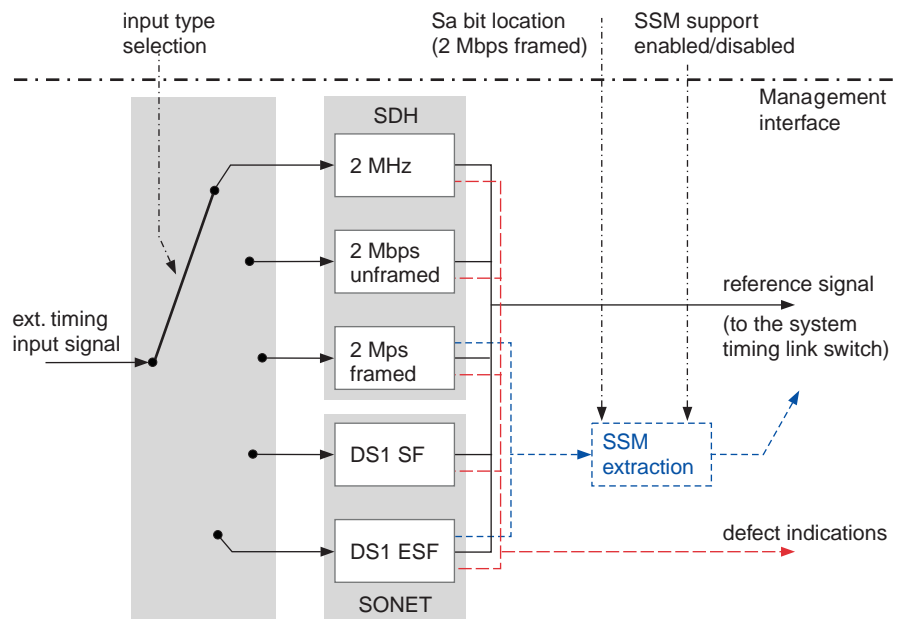 input type
selection
Sa bit location
(2 Mbps framed)
SSM support
enabled/disabled
Management
interface
SDH
2 MHz
2 Mbps
unframed
reference signal
(to the system
timing link switch)
ext. timing
input signal
2 Mps
framed
DS1 SF
SSM
extraction
DS1 ESF
defect indications
SONET